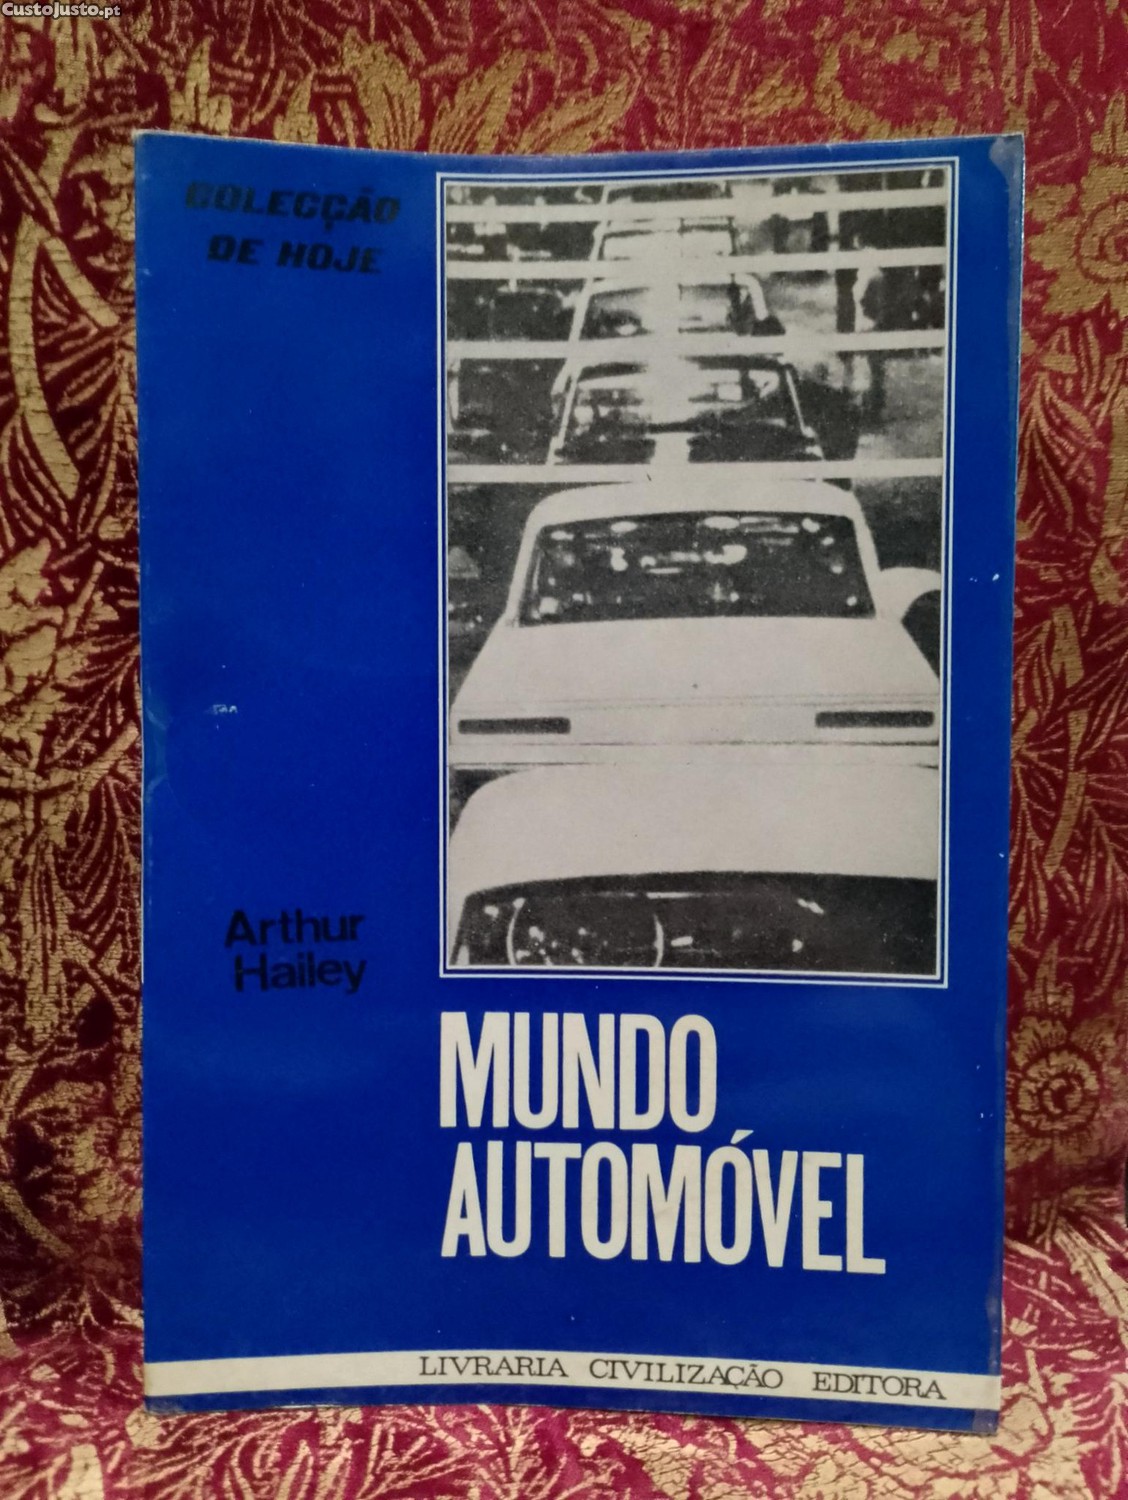 CustoJusto.pt
COLECÇÃO
DE HOJE
Arthur
Hailey
MUNDO
AUTOMÓVEL
LIVRARIA CIVILIZAÇÃO EDITORA